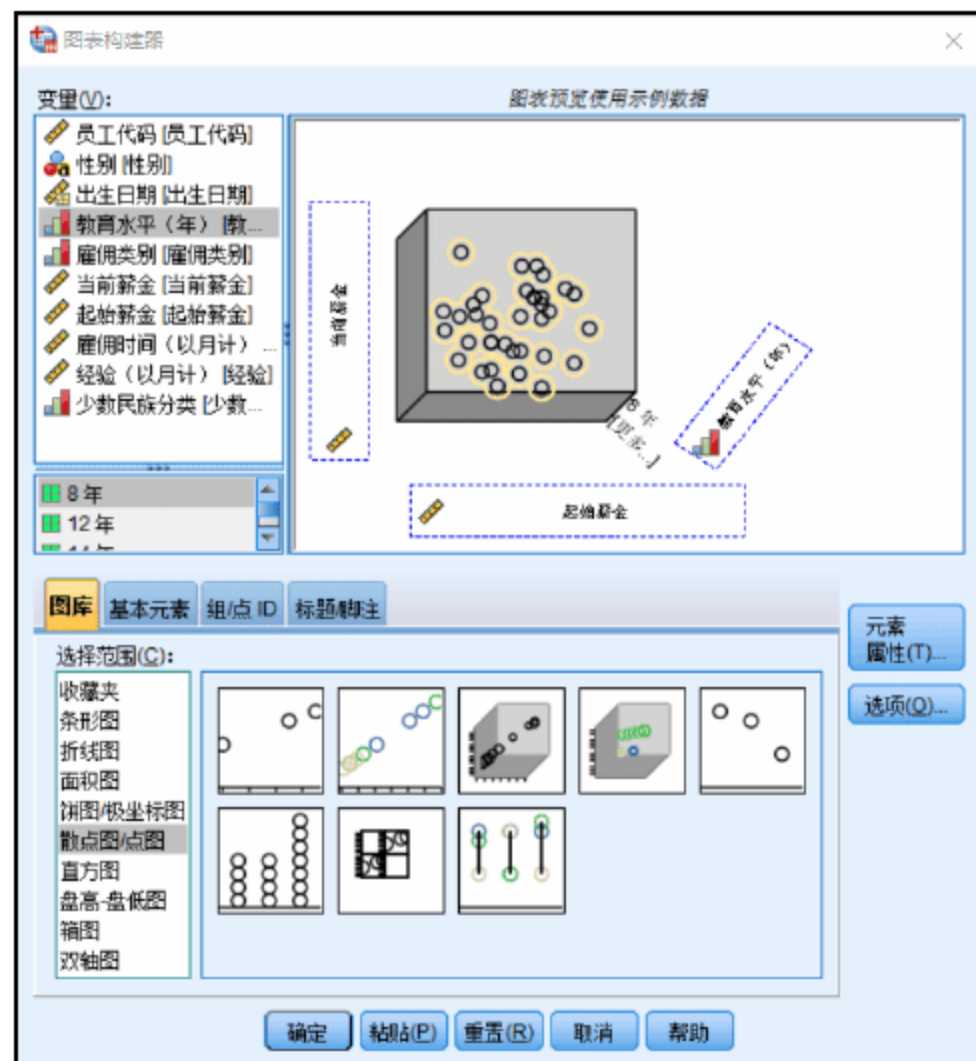 图表构建器
变量(V):
图表预览使用示例数据
员工代码 [员工代码]
性别 [性别]
出生日期 [出生日期]
教育水平（年） [教...
雇佣类别 [雇佣类别]
当前薪金 [当前薪金]
起始薪金 [起始薪金]
雇佣时间（以月计） ...
经验（以月计） [经验]
少数民族分类 [少数...
8 年
12 年
当前薪金
8 年
[更多...]
教育水平（年）
起始薪金
图库
基本元素
组/点 ID
标题/脚注
选择范围(C):
收藏夹
条形图
折线图
面积图
饼图/极坐标图
散点图/点图
直方图
盘高-盘低图
箱图
双轴图
元素
属性(T)...
选项(O)...
确定
粘贴(P)
重置(R)
取消
帮助